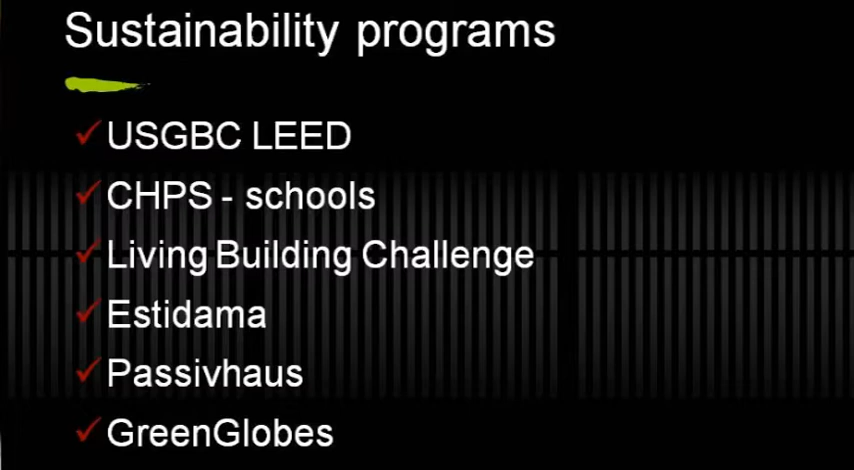 Sustainability programs
USGBC LEED
CHPS - schools
Living Building Challenge
Estidama
Passivhaus
GreenGlobes